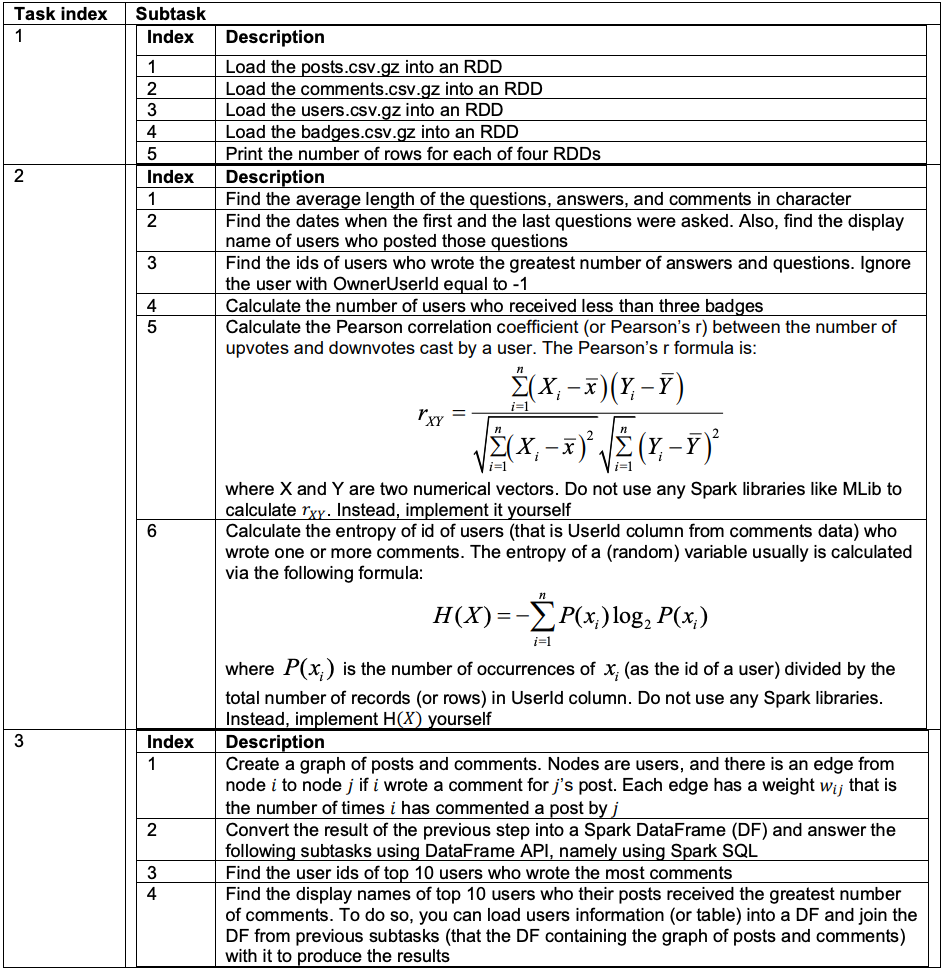 Task index Subtask
1 Index Description
1 Load the posts.csv.gz into an RDD
2 Load the comments.csv.gz into an RDD
3 Load the users.csv.gz into an RDD
4 Load the badges.csv.gz into an RDD
5 Print the number of rows for each of four RDDs
2 Index Description
1 Find the average length of the questions, answers, and comments in character
2 Find the dates when the first and the last questions were asked. Also, find the display
name of users who posted those questions
3 Find the ids of users who wrote the greatest number of answers and questions. Ignore
the user with OwnerUserId equal to -1
4 Calculate the number of users who received less than three badges
5 Calculate the Pearson correlation coefficient (or Pearson's r) between the number of
upvotes and downvotes cast by a user. The Pearson's r formula is:
r_{XY} = \frac{\sum_{i=1}^{n}(X_i - \overline{x})(Y_i - \overline{Y})}{\sqrt{\sum_{i=1}^{n}(X_i - \overline{x})^2}\sqrt{\sum_{i=1}^{n}(Y_i - \overline{Y})^2}}
where X and Y are two numerical vectors. Do not use any Spark libraries like MLib to
calculate r_{XY}. Instead, implement it yourself
6 Calculate the entropy of id of users (that is UserId column from comments data) who
wrote one or more comments. The entropy of a (random) variable usually is calculated
via the following formula:
H(X) = -\sum_{i=1}^{n} P(x_i) log_2 P(x_i)
where P(x_i) is the number of occurrences of x_i (as the id of a user) divided by the
total number of records (or rows) in UserId column. Do not use any Spark libraries.
Instead, implement H(X) yourself
3 Index Description
1 Create a graph of posts and comments. Nodes are users, and there is an edge from
node i to node j if i wrote a comment for j's post. Each edge has a weight w_{ij} that is
the number of times i has commented a post by j
2 Convert the result of the previous step into a Spark DataFrame (DF) and answer the
following subtasks using DataFrame API, namely using Spark SQL
3 Find the user ids of top 10 users who wrote the most comments
4 Find the display names of top 10 users who their posts received the greatest number
of comments. To do so, you can load users information (or table) into a DF and join the
DF from previous subtasks (that the DF containing the graph of posts and comments)
with it to produce the results